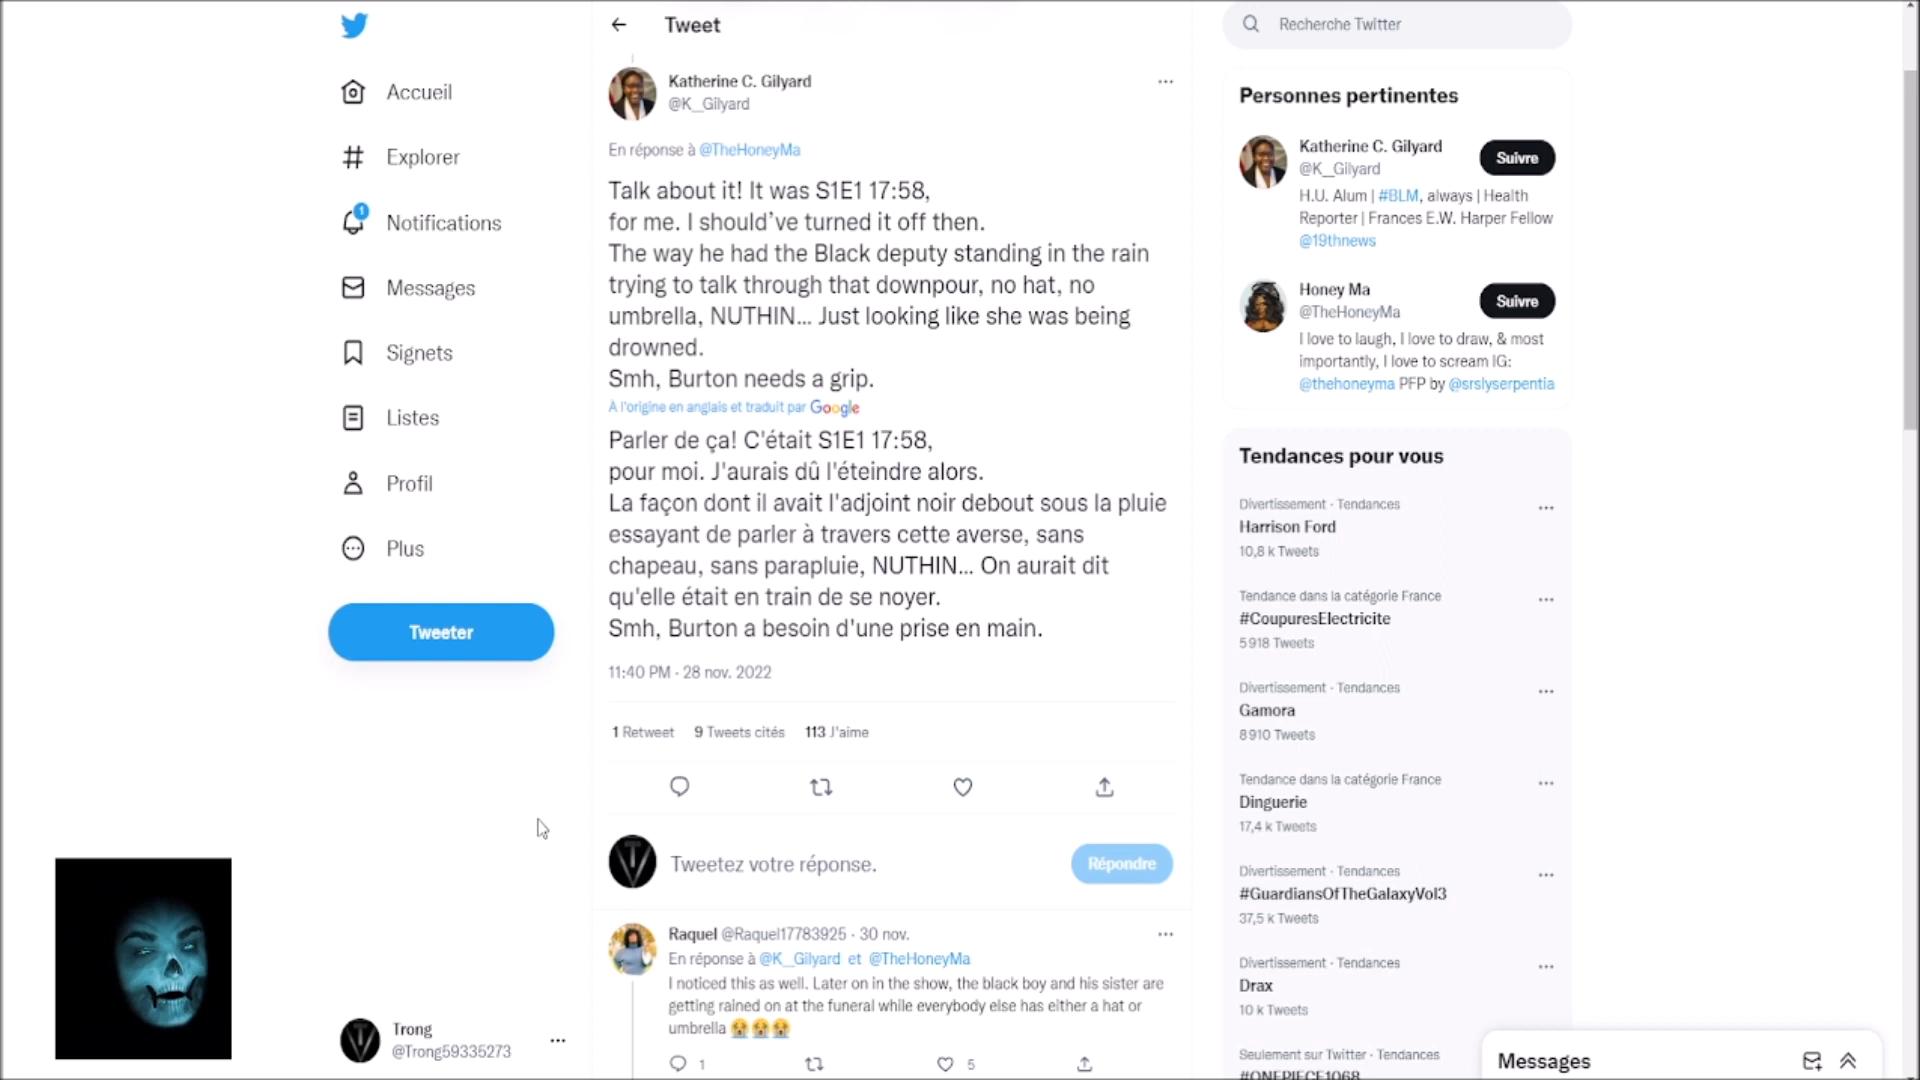 Accueil
Explorer
1
Notifications
Messages
Signets
Listes
Profil
Plus
Tweeter
Trong
@Trong59335273
Tweet
Katherine C. Gilyard
@K_Gilyard
En réponse à @TheHoneyMa
Talk about it! It was S1E1 17:58,
for me. I should’ve turned it off then.
The way he had the Black deputy standing in the rain
trying to talk through that downpour, no hat, no
umbrella, NUTHIN... Just looking like she was being
drowned.
Smh, Burton needs a grip.
À l'origine en anglais et traduit par Google
Parler de ça! C'était S1E1 17:58,
pour moi. J'aurais dû l'éteindre alors.
La façon dont il avait l'adjoint noir debout sous la pluie
essayant de parler à travers cette averse, sans
chapeau, sans parapluie, NUTHIN... On aurait dit
qu'elle était en train de se noyer.
Smh, Burton a besoin d'une prise en main.
11:40 PM · 28 nov. 2022
1 Retweet 9 Tweets cités 113 J'aime
Tweetez votre réponse.
Répondre
Raquel @Raquel17783925 · 30 nov.
En réponse à @K_Gilyard et @TheHoneyMa
I noticed this as well. Later on in the show, the black boy and his sister are
getting rained on at the funeral while everybody else has either a hat or
umbrella 😭😭😭
1 5
Recherche Twitter
Personnes pertinentes
Katherine C. Gilyard
@K_Gilyard
Suivre
H.U. Alum | #BLM, always | Health
Reporter | Frances E.W. Harper Fellow
@19thnews
Honey Ma
@TheHoneyMa
Suivre
I love to laugh, I love to draw, & most
importantly, I love to scream IG:
@thehoneyma PFP by @srslyserpentia
Tendances pour vous
Divertissement · Tendances
Harrison Ford
10,8 k Tweets
Tendance dans la catégorie France
#CoupuresElectricite
5 918 Tweets
Divertissement · Tendances
Gamora
8 910 Tweets
Tendance dans la catégorie France
Dinguerie
17,4 k Tweets
Divertissement · Tendances
#GuardiansOfTheGalaxyVol3
37,5 k Tweets
Divertissement · Tendances
Drax
10 k Tweets
Seulement sur Twitter · Tendances
#ONEPIECE1068
Messages